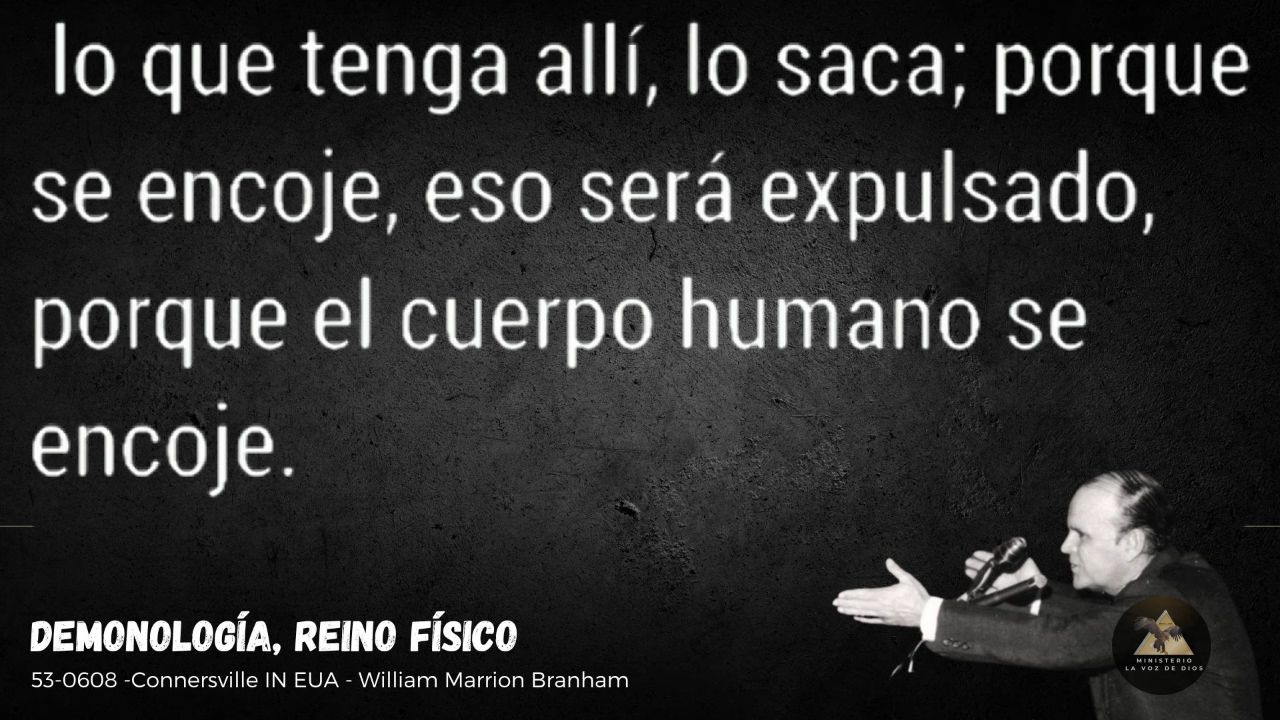 lo que tenga allí, lo saca; porque
se encoje, eso será expulsado,
porque el cuerpo humano se
encoje.
DEMONOLOGÍA, REINO FÍSICO
53-0608 -Connersville IN EUA - William Marrion Branham
MINISTERIO
LA VOZ DE DIOS